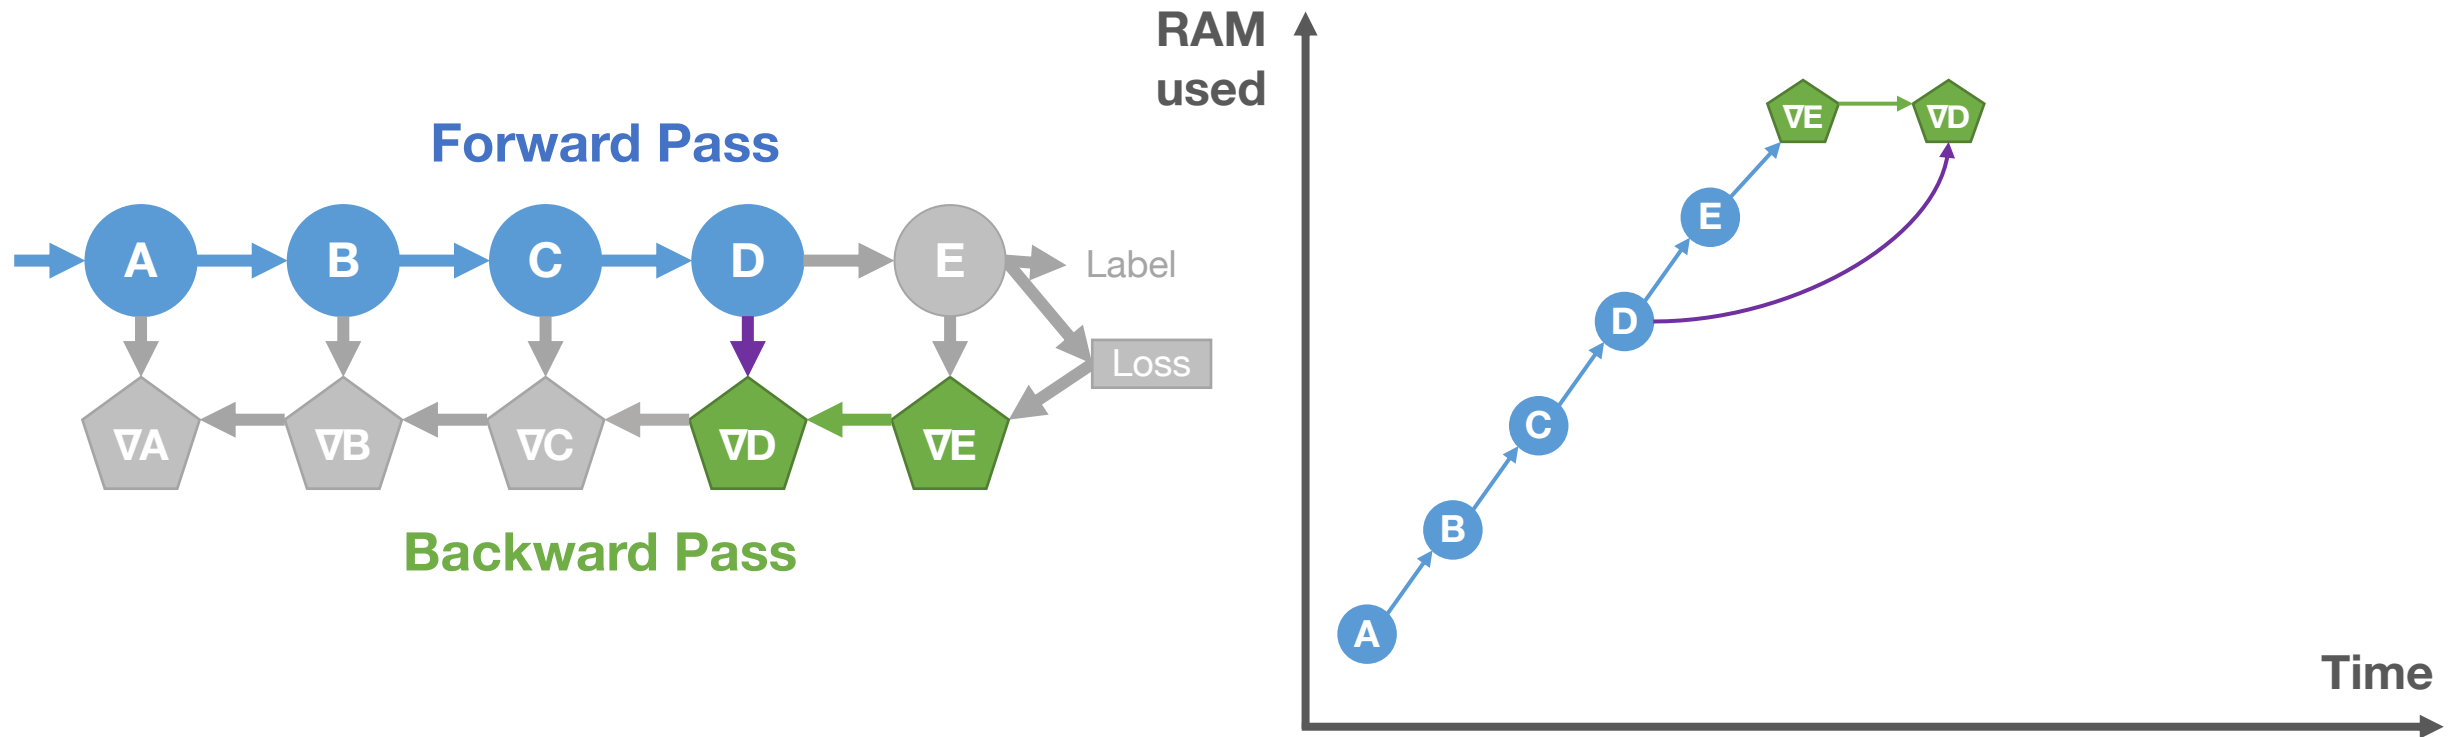 Forward Pass
A
B
C
D
E
Label
Loss
∇A
∇B
∇C
∇D
∇E
Backward Pass
RAM
used
∇E
∇D
E
D
C
B
A
Time